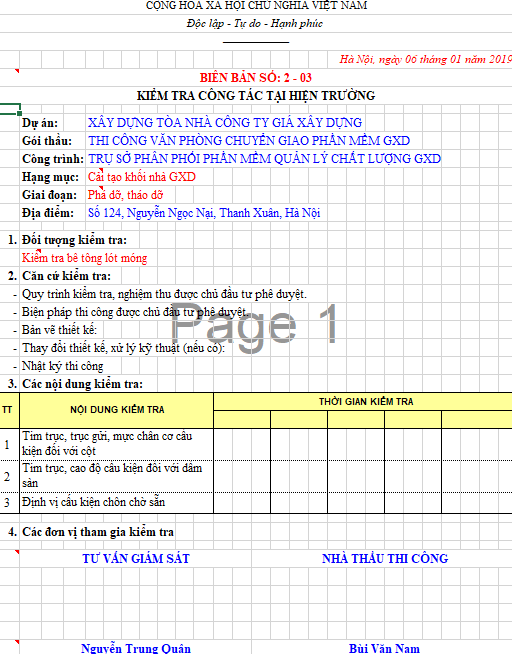 CỘNG HÒA XÃ HỘI CHỦ NGHĨA VIỆT NAM
Độc lập - Tự do - Hạnh phúc
Hà Nội, ngày 06 tháng 01 năm 2019
BIÊN BẢN SỐ: 2 - 03
KIỂM TRA CÔNG TÁC TẠI HIỆN TRƯỜNG
Dự án: XÂY DỰNG TÒA NHÀ CÔNG TY GIÁ XÂY DỰNG
Gói thầu: THI CÔNG VĂN PHÒNG CHUYỂN GIAO PHẦN MỀM GXD
Công trình: TRỤ SỞ PHÂN PHỐI PHẦN MỀM QUẢN LÝ CHẤT LƯỢNG GXD
Hạng mục: Cải tạo khối nhà GXD
Giai đoạn: Phá dỡ, tháo dỡ
Địa điểm: Số 124, Nguyễn Ngọc Nại, Thanh Xuân, Hà Nội
1. Đối tượng kiểm tra:
Kiểm tra bê tông lót móng
2. Căn cứ kiểm tra:
- Quy trình kiểm tra, nghiệm thu được chủ đầu tư phê duyệt.
- Biện pháp thi công được chủ đầu tư phê duyệt.
- Bản vẽ thiết kế:
- Thay đổi thiết kế, xử lý kỹ thuật (nếu có):
- Nhật ký thi công
Page 1
3. Các nội dung kiểm tra:
TT NỘI DUNG KIỂM TRA THỜI GIAN KIỂM TRA
1 Tim trục, trục gửi, mực chân cơ cấu
kiện đối với cột
2 Tim trục, cao độ cấu kiện đối với dầm
sàn
3 Định vị cấu kiện chôn chờ sẵn
4. Các đơn vị tham gia kiểm tra
TƯ VẤN GIÁM SÁT NHÀ THẦU THI CÔNG
Nguyễn Trung Quân Bùi Văn Nam